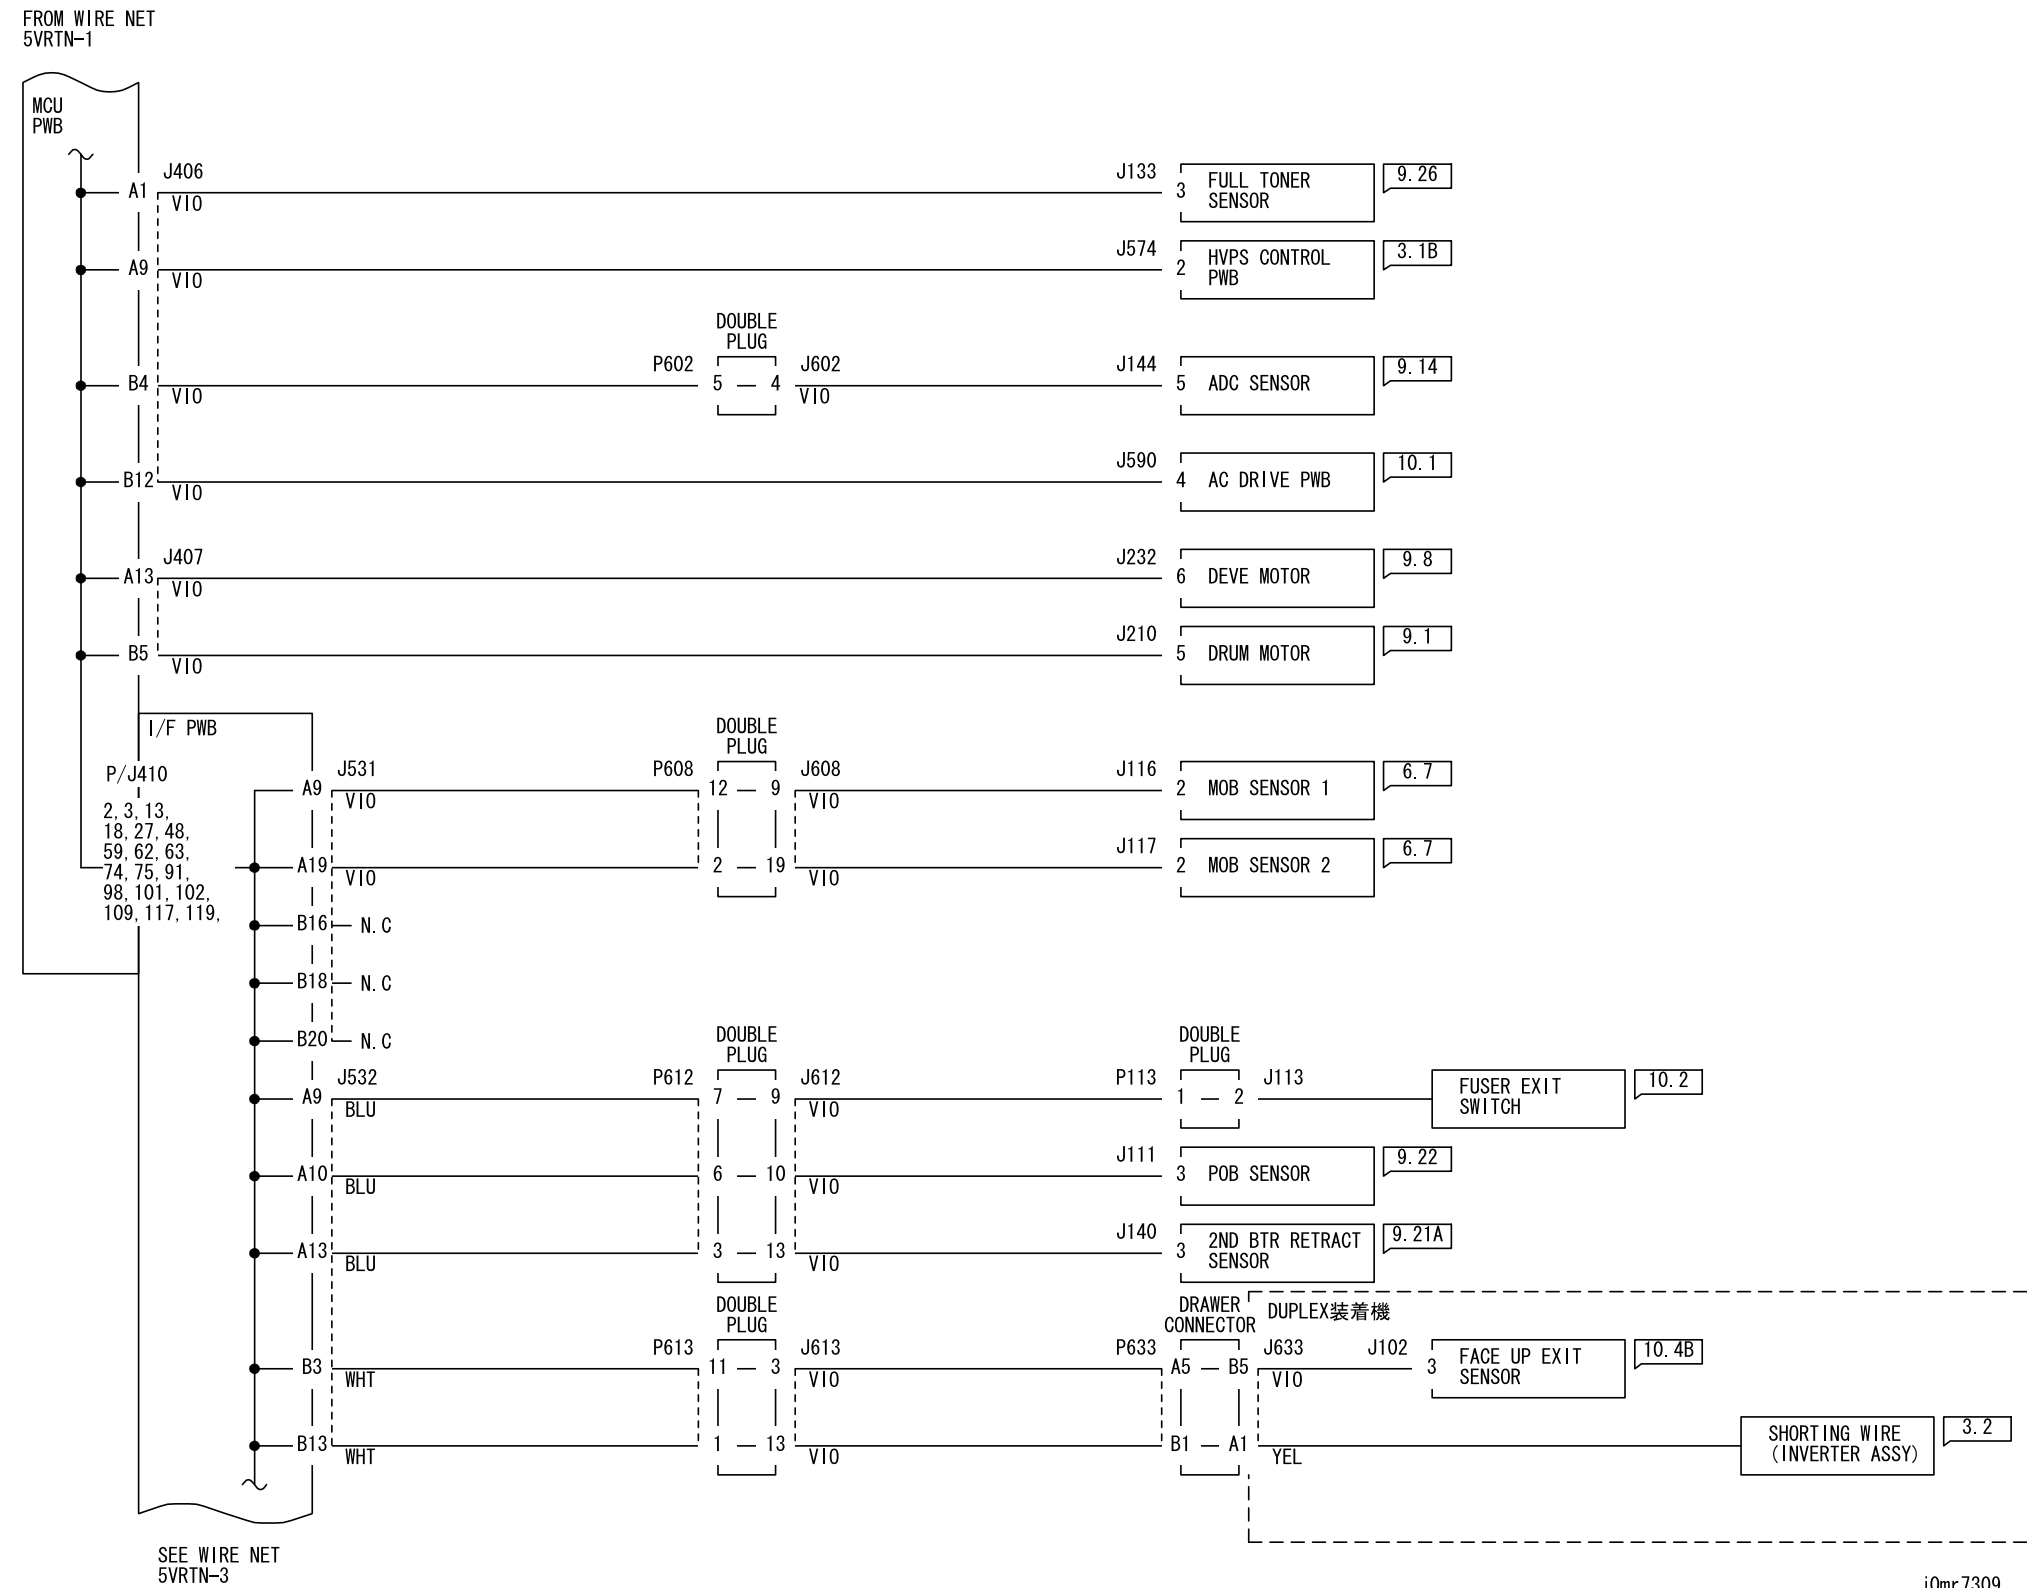 FROM WIRE NET
5VRTN-1
MCU
PWB
A1
J406
VIO
J133
3
FULL TONER
SENSOR
9.26
A9
VIO
J574
2
HVPS CONTROL
PWB
3.1B
DOUBLE
PLUG
B4
VIO
P602
5
4
J602
VIO
J144
5
ADC SENSOR
9.14
B12
VIO
J590
4
AC DRIVE PWB
10.1
A13
J407
VIO
J232
6
DEVE MOTOR
9.8
B5
VIO
J210
5
DRUM MOTOR
9.1
I/F PWB
P/J410
2,3,13,
18,27,48,
59,62,63,
74,75,91,
98,101,102,
109,117,119,
DOUBLE
PLUG
A9
J531
VIO
P608
12
9
J608
VIO
J116
2
MOB SENSOR 1
6.7
A19
VIO
2
19
VIO
J117
2
MOB SENSOR 2
6.7
B16
N.C
B18
N.C
B20
N.C
DOUBLE
PLUG
DOUBLE
PLUG
A9
J532
BLU
P612
7
9
J612
VIO
P113
1
2
J113
FUSER EXIT
SWITCH
10.2
A10
BLU
6
10
VIO
J111
3
POB SENSOR
9.22
A13
BLU
3
13
VIO
J140
3
2ND BTR RETRACT
SENSOR
9.21A
DOUBLE
PLUG
DRAWER
CONNECTOR
DUPLEX装着機
B3
WHT
P613
11
3
J613
VIO
P633
A5
B5
J633
VIO
J102
3
FACE UP EXIT
SENSOR
10.4B
B13
WHT
1
13
VIO
B1
A1
YEL
SHORTING WIRE
(INVERTER ASSY)
3.2
SEE WIRE NET
5VRTN-3